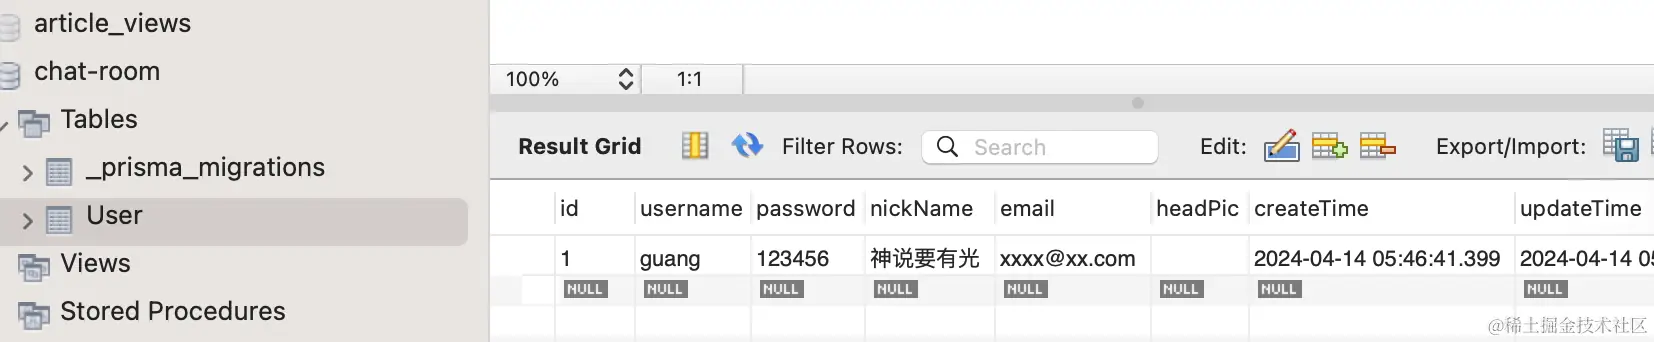 article_views
chat-room
Tables
_prisma_migrations
User
Views
Stored Procedures
100% 1:1
Result Grid Filter Rows: Search Edit: Export/Import:
id username password nickName email headPic createTime updateTime
1 guang 123456 神说要有光 xxxx@xx.com 2024-04-14 05:46:41.399 2024-04-14 05
NULL NULL NULL NULL NULL NULL NULL NULL
@稀土掘金技术社区